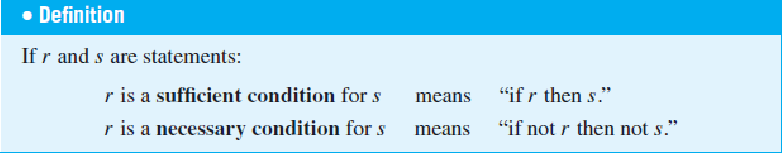 • Definition
If r and s are statements:
r is a sufficient condition for s means “if r then s.”
r is a necessary condition for s means “if not r then not s.”